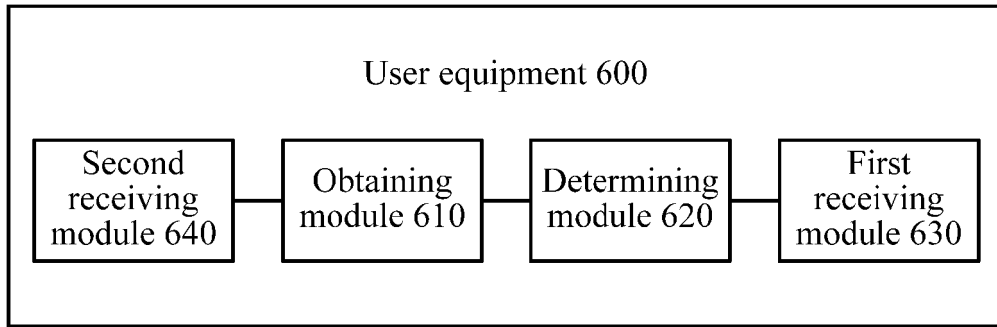 User equipment 600
Second
receiving
module 640
Obtaining
module 610
Determining
module 620
First
receiving
module 630